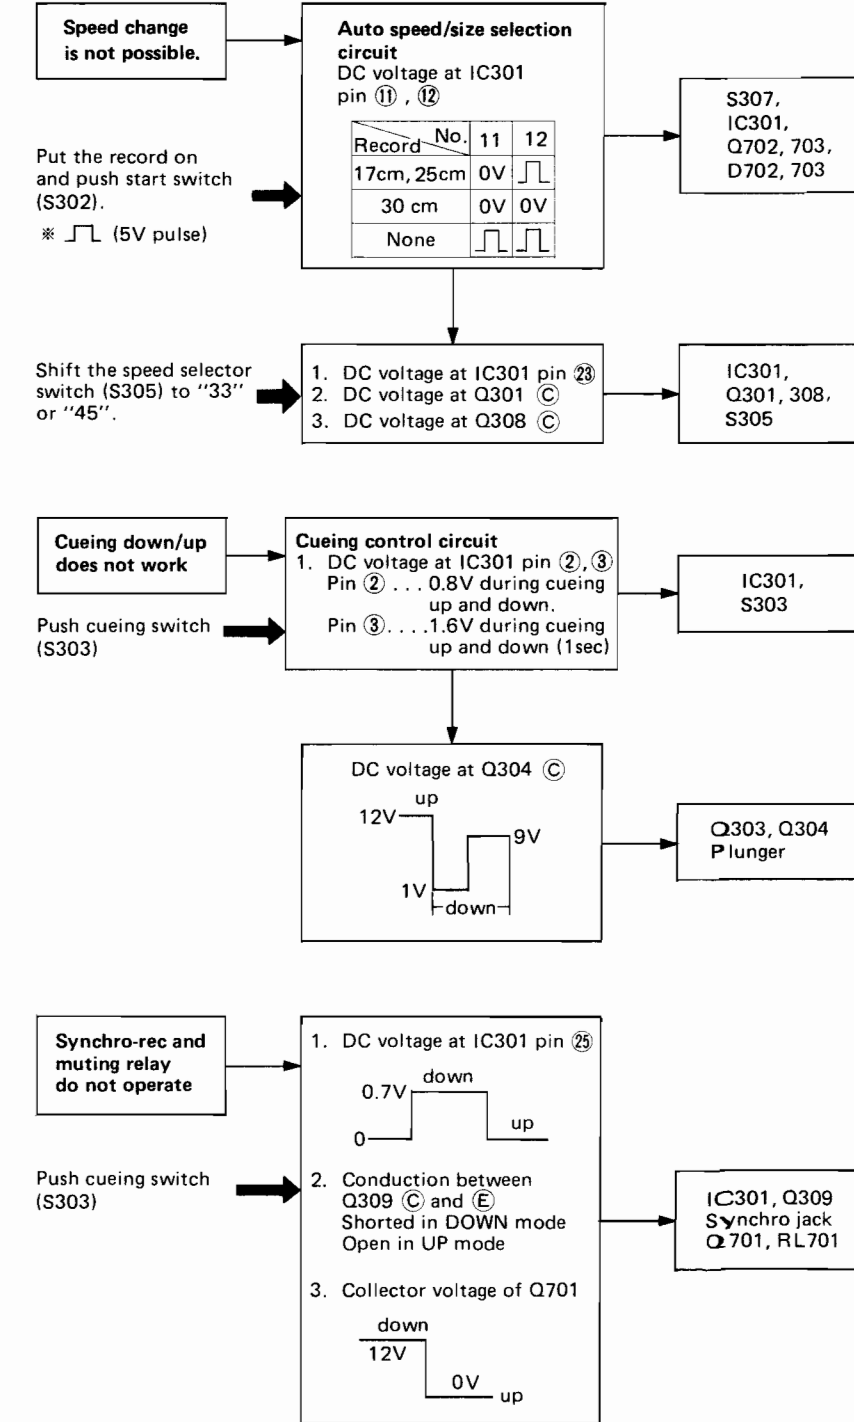 Speed change
is not possible.
Auto speed/size selection
circuit
DC voltage at IC301
pin ⑪ , ⑫
Record No. 11 12
17cm, 25cm 0V
30 cm 0V 0V
None
S307,
IC301,
Q702, 703,
D702, 703
Put the record on
and push start switch
(S302).
※ (5V pulse)
Shift the speed selector
switch (S305) to "33"
or "45".
1. DC voltage at IC301 pin ㉓
2. DC voltage at Q301 Ⓒ
3. DC voltage at Q308 Ⓒ
IC301,
Q301, 308,
S305
Cueing down/up
does not work
Cueing control circuit
1. DC voltage at IC301 pin ②, ③
Pin ② . . . 0.8V during cueing
up and down.
Pin ③. . . .1.6V during cueing
up and down (1sec)
IC301,
S303
Push cueing switch
(S303)
DC voltage at Q304 Ⓒ
up
12V
9V
1V
down
Q303, Q304
Plunger
Synchro-rec and
muting relay
do not operate
1. DC voltage at IC301 pin ㉕
down
0.7V
up
0
Push cueing switch
(S303)
2. Conduction between
Q309 Ⓒ and Ⓔ
Shorted in DOWN mode
Open in UP mode
IC301, Q309
Synchro jack
Q701, RL701
3. Collector voltage of Q701
down
12V
0V
up